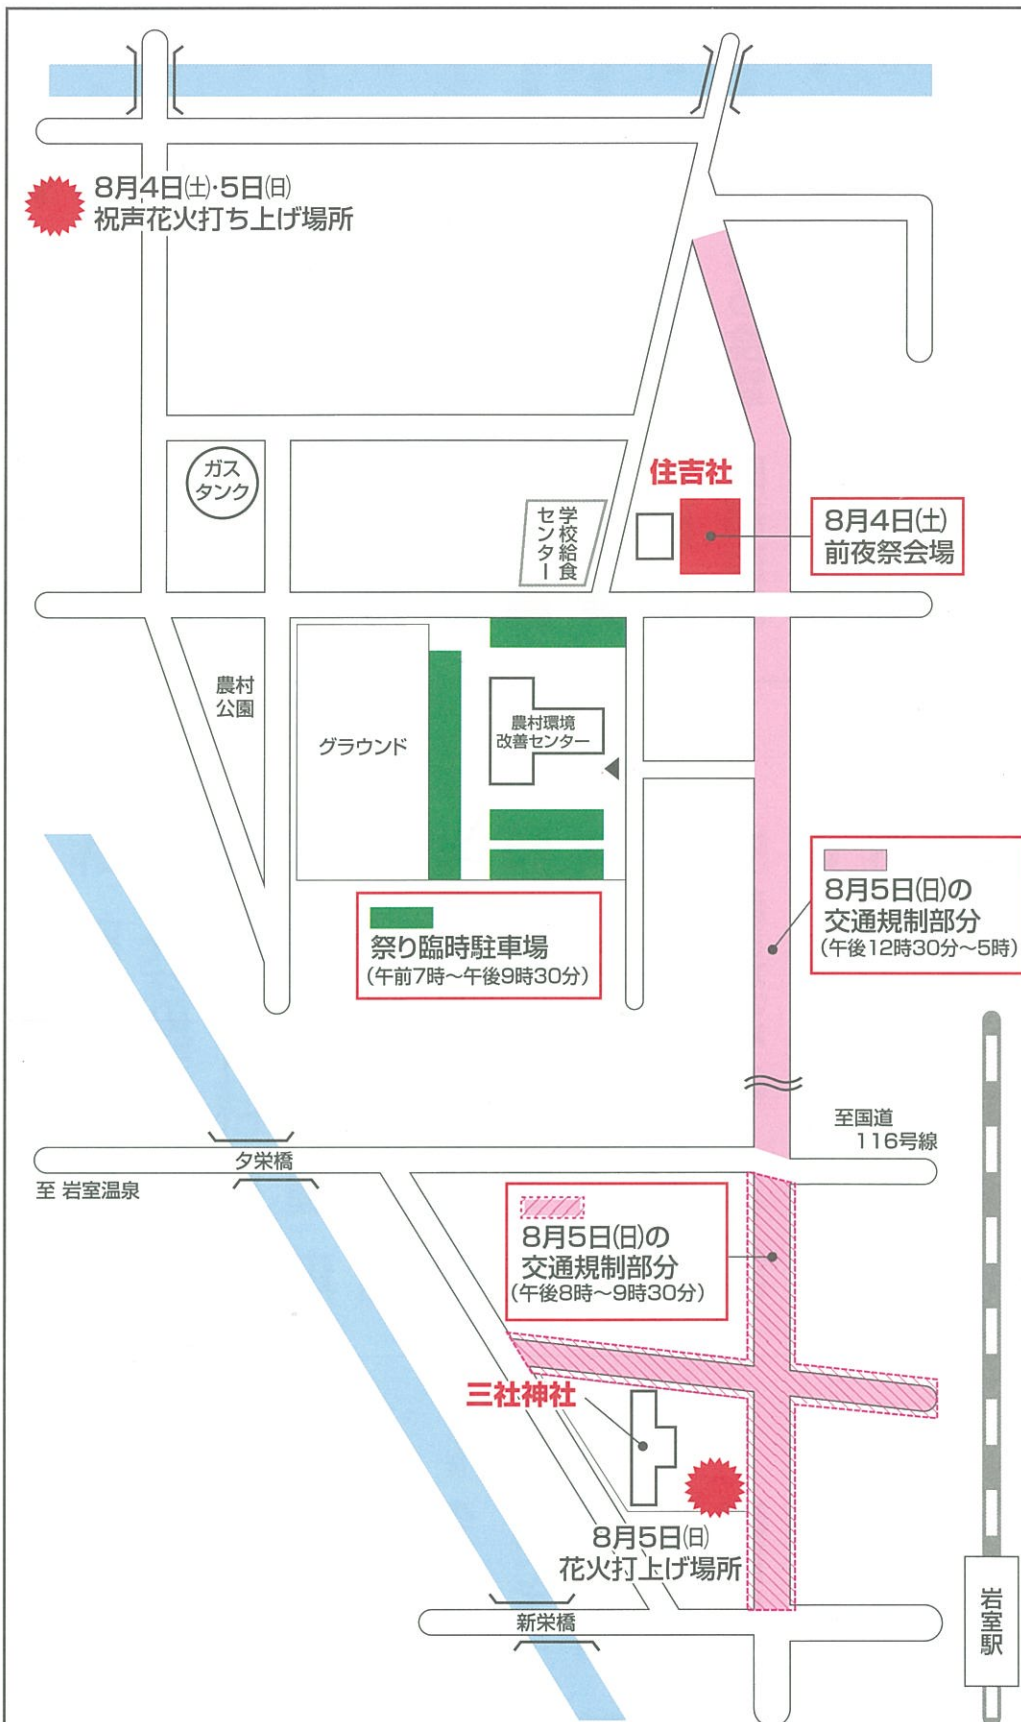 8月4日(土)・5日(日)
祝声花火打ち上げ場所
ガス
タンク
学校給食
センター
住吉社
8月4日(土)
前夜祭会場
農村
公園
グラウンド
農村環境
改善センター
8月5日(日)の
交通規制部分
(午後12時30分～5時)
祭り臨時駐車場
(午前7時～午後9時30分)
至国道
116号線
夕栄橋
至 岩室温泉
8月5日(日)の
交通規制部分
(午後8時～9時30分)
三社神社
8月5日(日)
花火打上げ場所
新栄橋
岩室駅